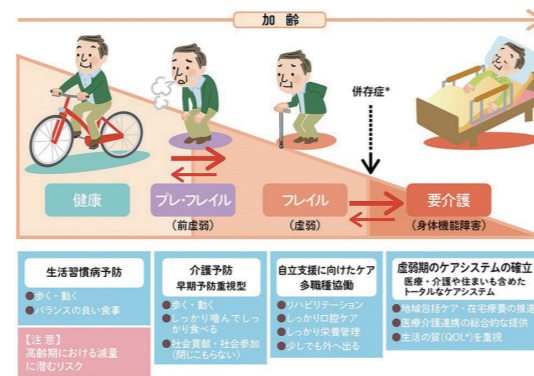 加齢
併存症*
健康
プレ・フレイル
(前虚弱)
フレイル
(虚弱)
要介護
(身体機能障害)
生活習慣病予防
●歩く・動く
●バランスの良い食事
【注意】
高齢期における減量
に潜むリスク
介護予防
早期予防重視型
●歩く・動く
●しっかり噛んでしっ
かり食べる
●社会貢献・社会参加
(閉じこもらない)
自立支援に向けたケア
多職種協働
●リハビリテーション
●しっかり口腔ケア
●しっかり栄養管理
●少しでも外へ出る
虚弱期のケアシステムの確立
医療・介護や住まいも含めた
トータルなケアシステム
●地域包括ケア・在宅療養の推進
●医療介護連携の総合的な提供
●生活の質(QOL*)を重視